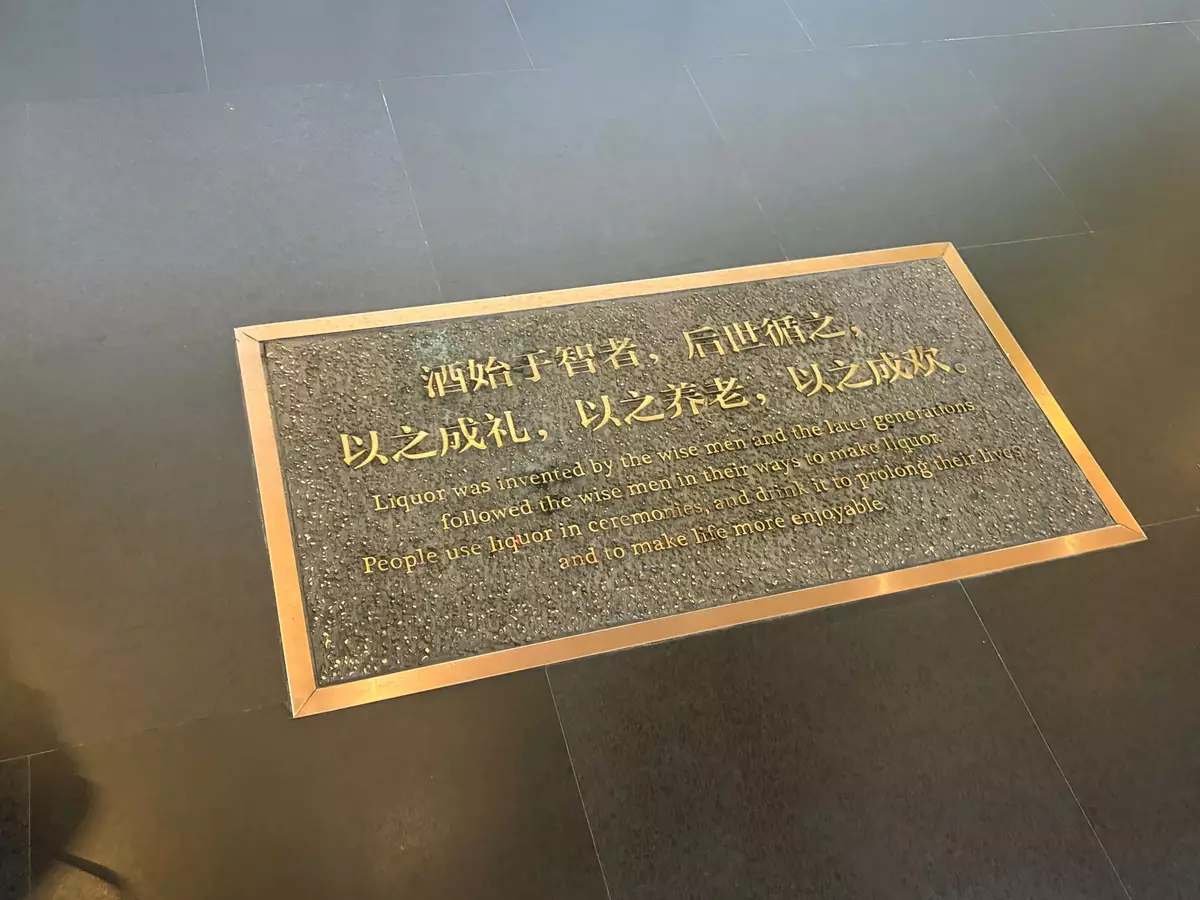 酒始于智者，后世循之，
以之成礼，以之养老，以之成欢。
Liquor was invented by the wise men and the later generations
followed the wise men in their ways to make liquor.
People use liquor in ceremonies, and drink it to prolong their lives
and to make life more enjoyable.